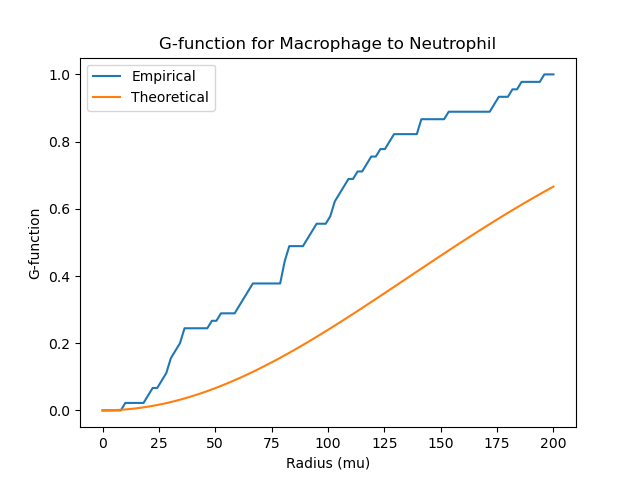 G-function for Macrophage to Neutrophil
Empirical
Theoretical
1.0
0.8
0.6
0.4
0.2
0.0
G-function
0 25 50 75 100 125 150 175 200
Radius (mu)